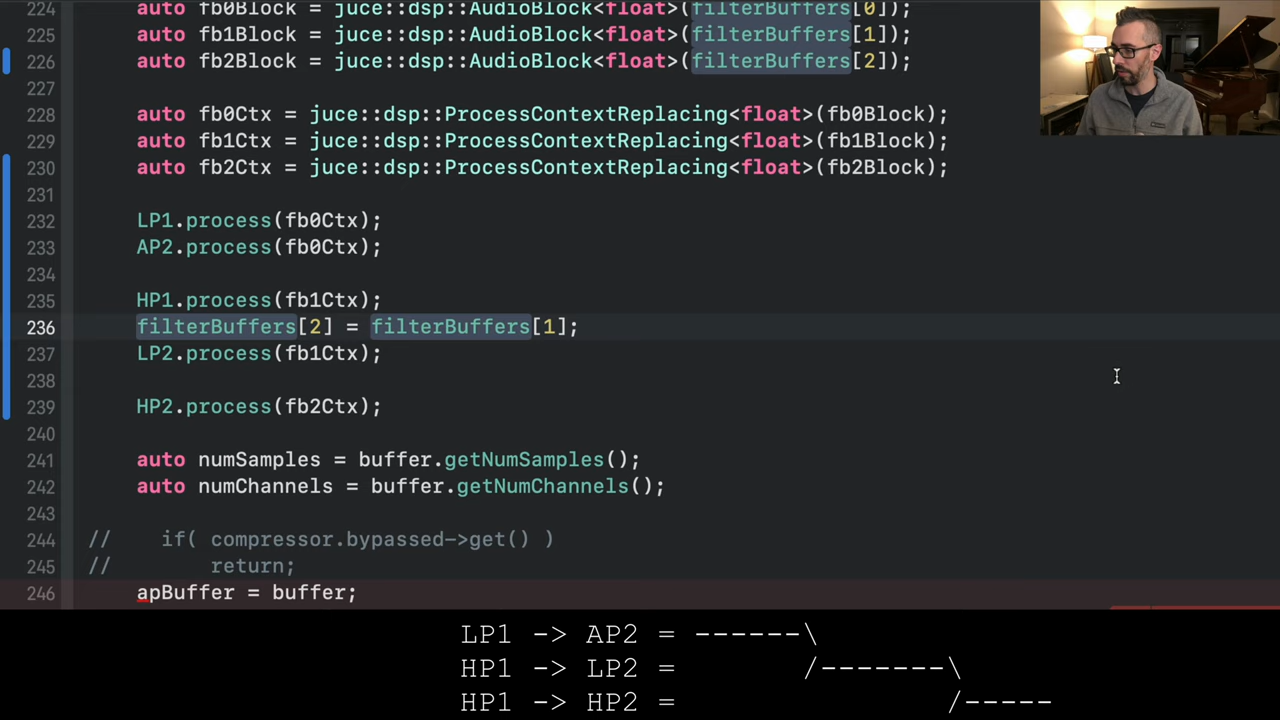 224 auto fb0Block = juce::dsp::AudioBlock<float>(filterBuffers[0]);
225 auto fb1Block = juce::dsp::AudioBlock<float>(filterBuffers[1]);
226 auto fb2Block = juce::dsp::AudioBlock<float>(filterBuffers[2]);
227
228 auto fb0Ctx = juce::dsp::ProcessContextReplacing<float>(fb0Block);
229 auto fb1Ctx = juce::dsp::ProcessContextReplacing<float>(fb1Block);
230 auto fb2Ctx = juce::dsp::ProcessContextReplacing<float>(fb2Block);
231
232 LP1.process(fb0Ctx);
233 AP2.process(fb0Ctx);
234
235 HP1.process(fb1Ctx);
236 filterBuffers[2] = filterBuffers[1];
237 LP2.process(fb1Ctx);
238
239 HP2.process(fb2Ctx);
240
241 auto numSamples = buffer.getNumSamples();
242 auto numChannels = buffer.getNumChannels();
243
244 // if( compressor.bypassed->get() )
245 // return;
246 apBuffer = buffer;
LP1 -> AP2 = ------\
HP1 -> LP2 = /-------\
HP1 -> HP2 = /-----